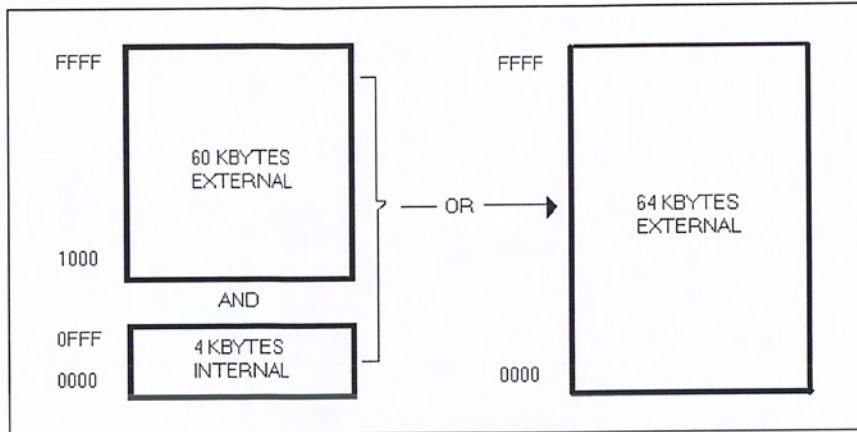 FFFF
60 KBYTES
EXTERNAL
1000
AND
0FFF
4 KBYTES
INTERNAL
0000
OR
FFFF
64 KBYTES
EXTERNAL
0000